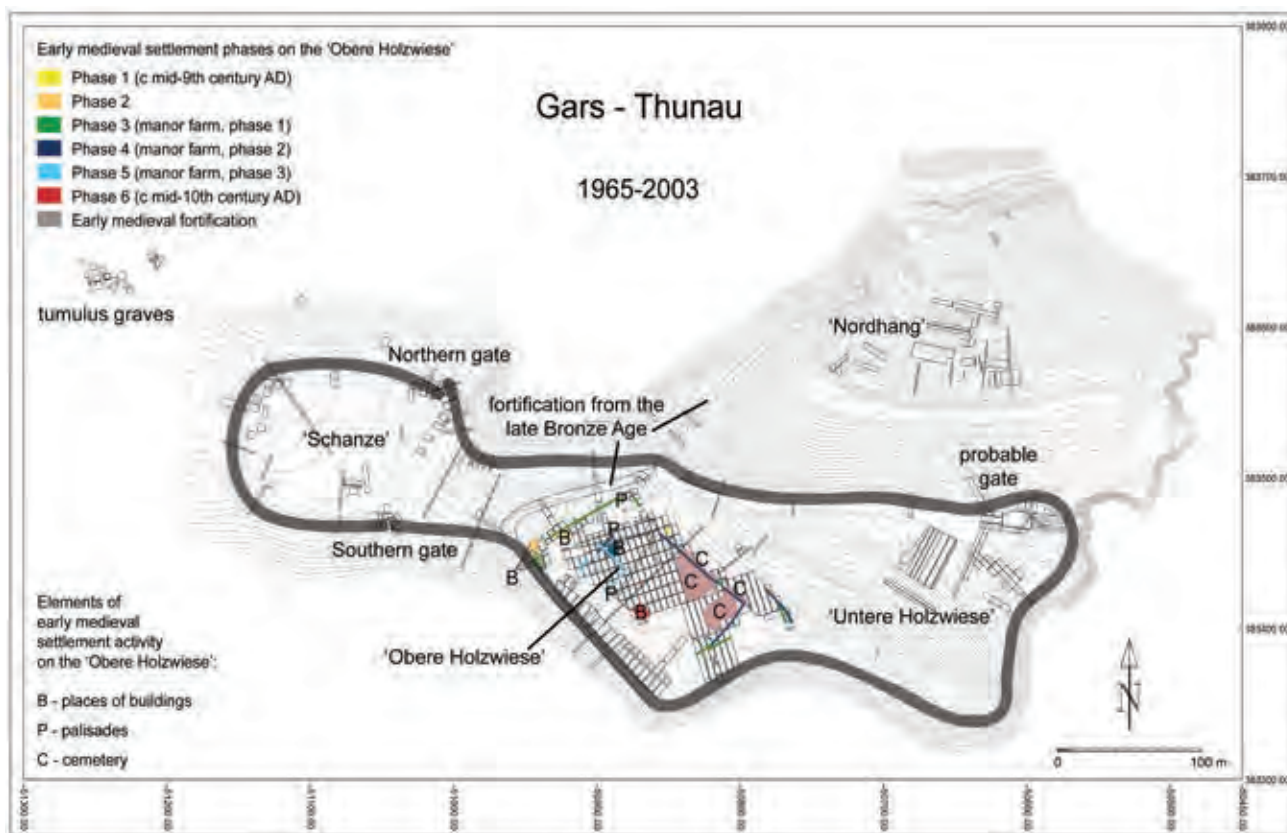 Early medieval settlement phases on the 'Obere Holzwiese'
Phase 1 (c mid-9th century AD)
Phase 2
Phase 3 (manor farm, phase 1)
Phase 4 (manor farm, phase 2)
Phase 5 (manor farm, phase 3)
Phase 6 (c mid-10th century AD)
Early medieval fortification
Gars - Thunau
1965-2003
tumulus graves
'Nordhang'
Northern gate
fortification from the
late Bronze Age
'Schanze'
probable
gate
Southern gate
P
B
P
B
B
C
C
C
C
P
B
'Obere Holzwiese'
'Untere Holzwiese'
Elements of
early medieval
settlement activity
on the 'Obere Holzwiese':
B - places of buildings
P - palisades
C - cemetery
N
0 100 m